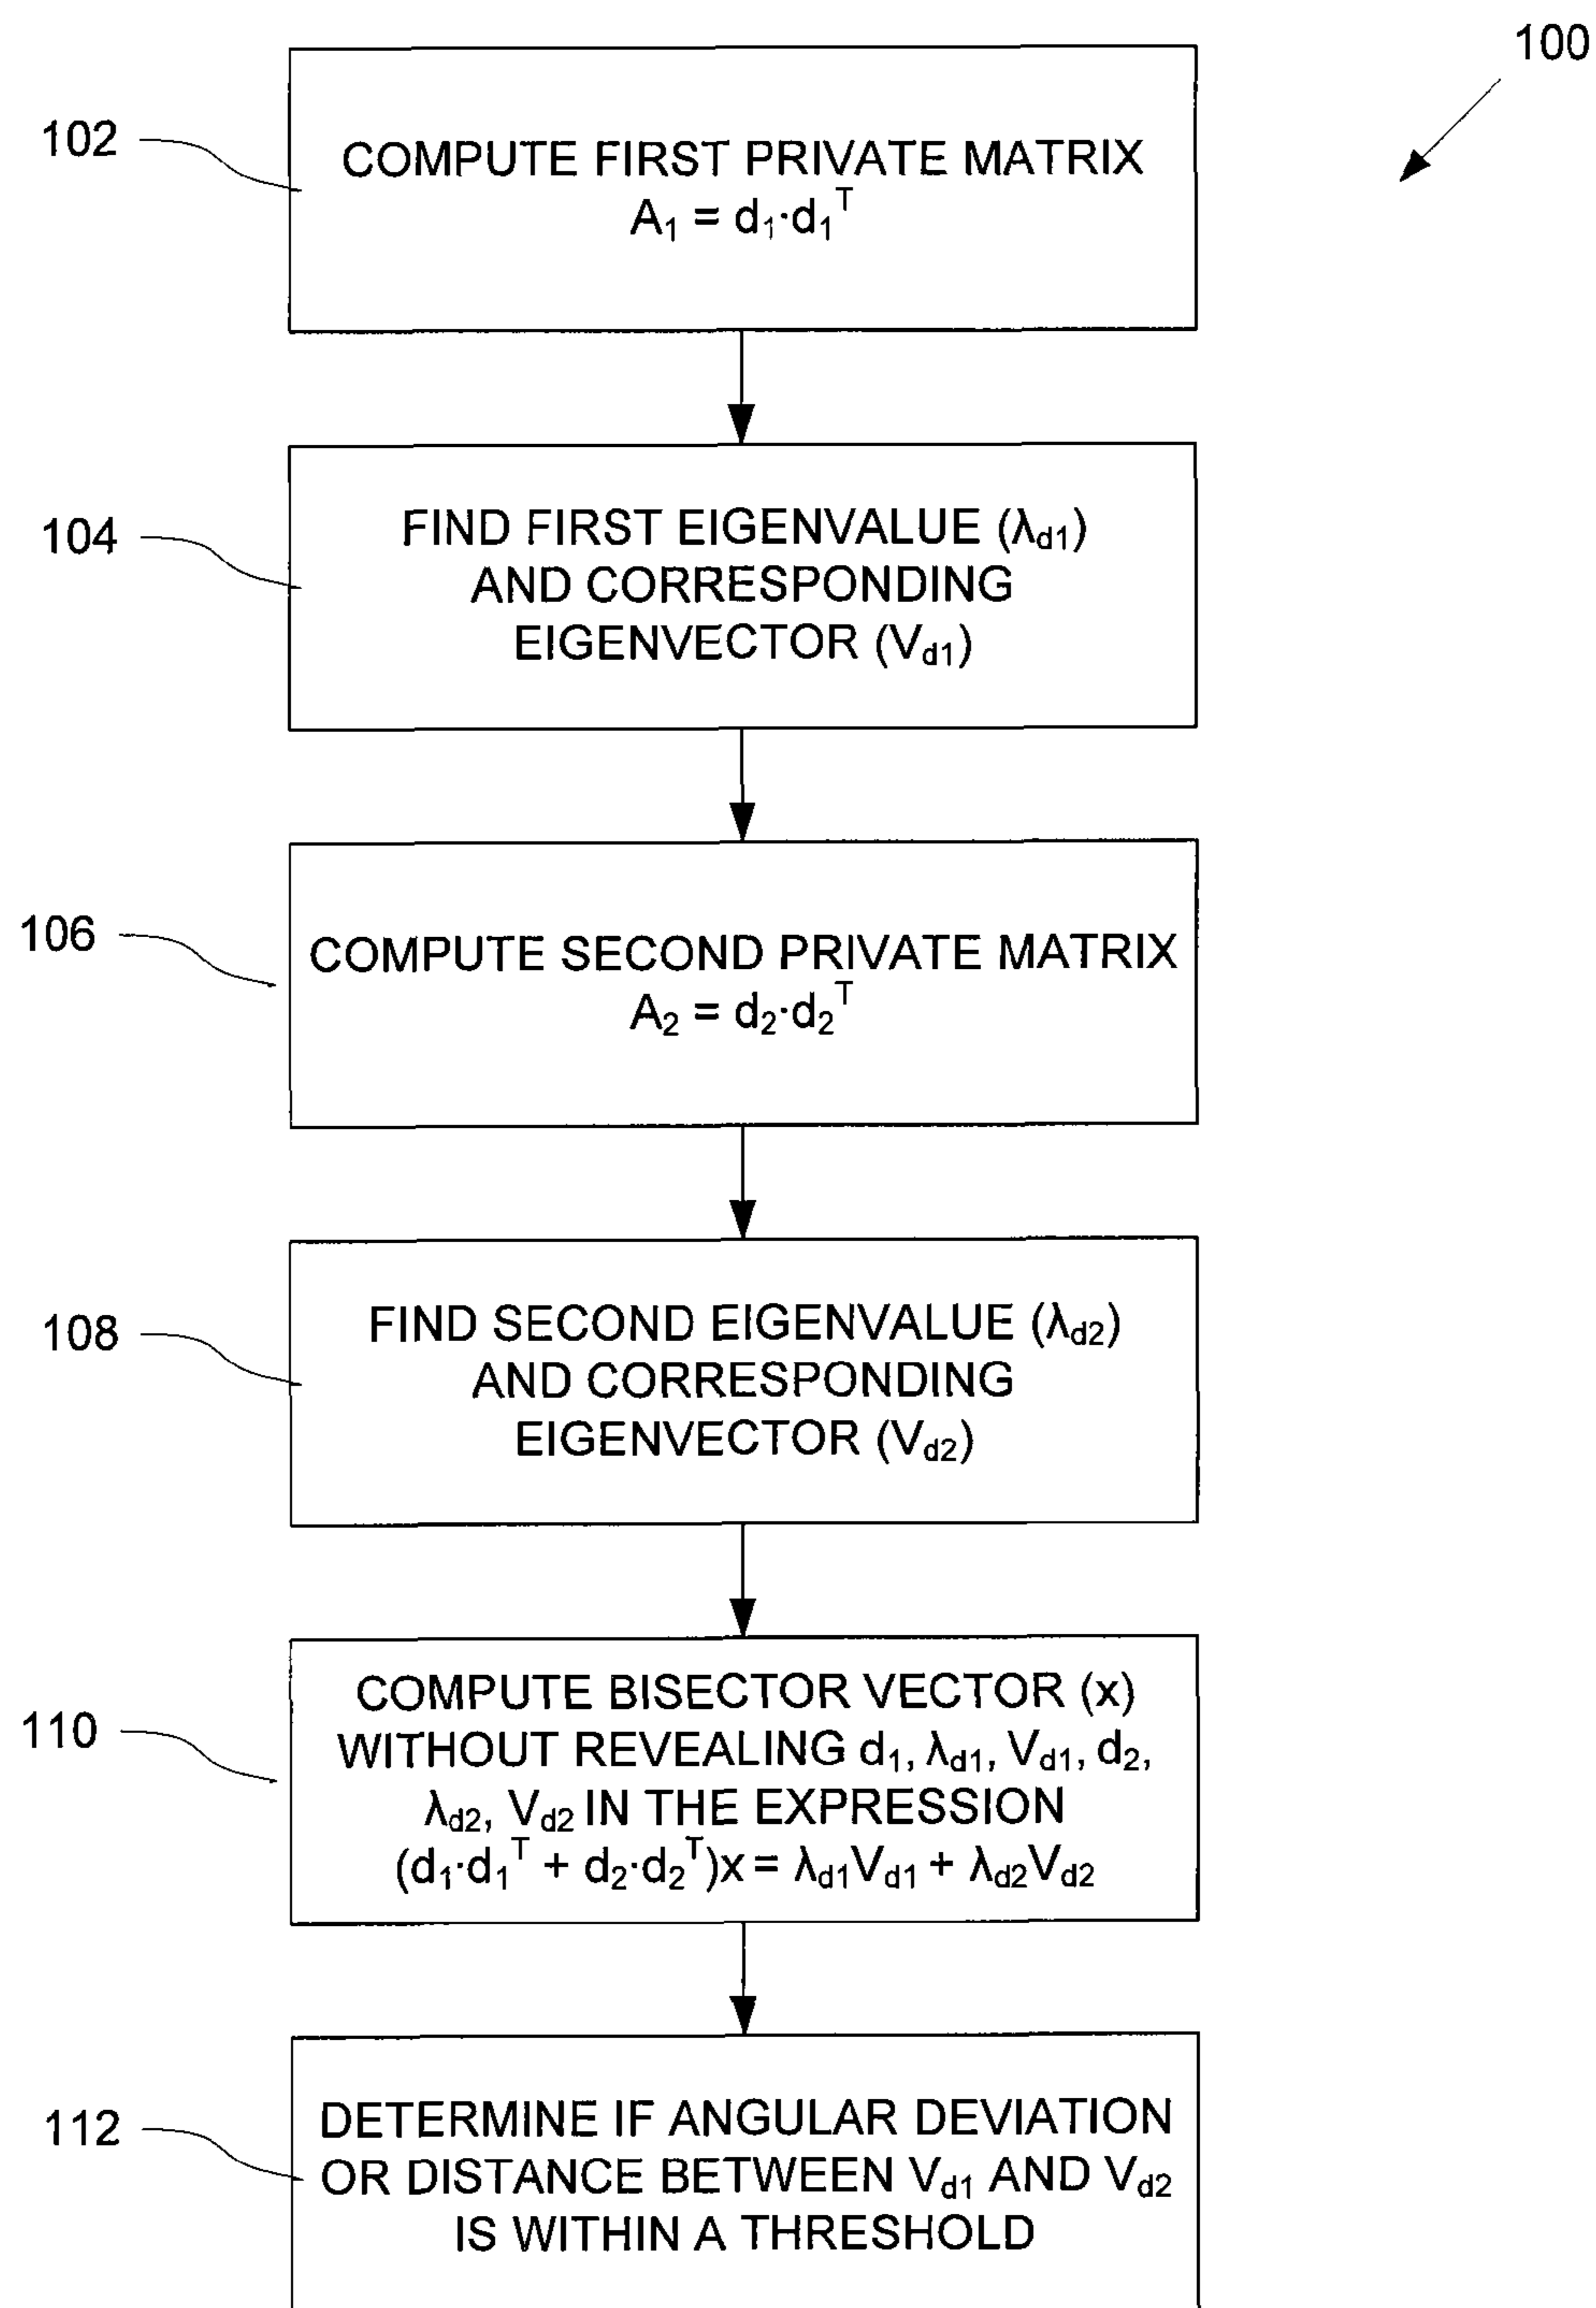 100
102
COMPUTE FIRST PRIVATE MATRIX
A₁ = d₁·d₁ᵀ
104
FIND FIRST EIGENVALUE (λd1)
AND CORRESPONDING
EIGENVECTOR (Vd1)
106
COMPUTE SECOND PRIVATE MATRIX
A₂ = d₂·d₂ᵀ
108
FIND SECOND EIGENVALUE (λd2)
AND CORRESPONDING
EIGENVECTOR (Vd2)
110
COMPUTE BISECTOR VECTOR (x)
WITHOUT REVEALING d₁, λd1, Vd1, d₂,
λd2, Vd2 IN THE EXPRESSION
(d₁·d₁ᵀ + d₂·d₂ᵀ)x = λd1Vd1 + λd2Vd2
112
DETERMINE IF ANGULAR DEVIATION
OR DISTANCE BETWEEN Vd1 AND Vd2
IS WITHIN A THRESHOLD